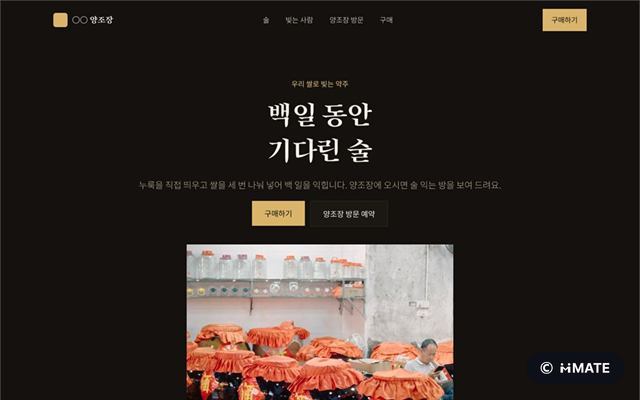 ○○ 양조장
술 빚는 사람 양조장 방문 구매
구매하기
우리 쌀로 빚는 약주
백일 동안
기다린 술
누룩을 직접 띄우고 쌀을 세 번 나눠 넣어 백 일을 익힙니다. 양조장에 오시면 술 익는 방을 보여 드려요.
구매하기 양조장 방문 예약
© MMATE